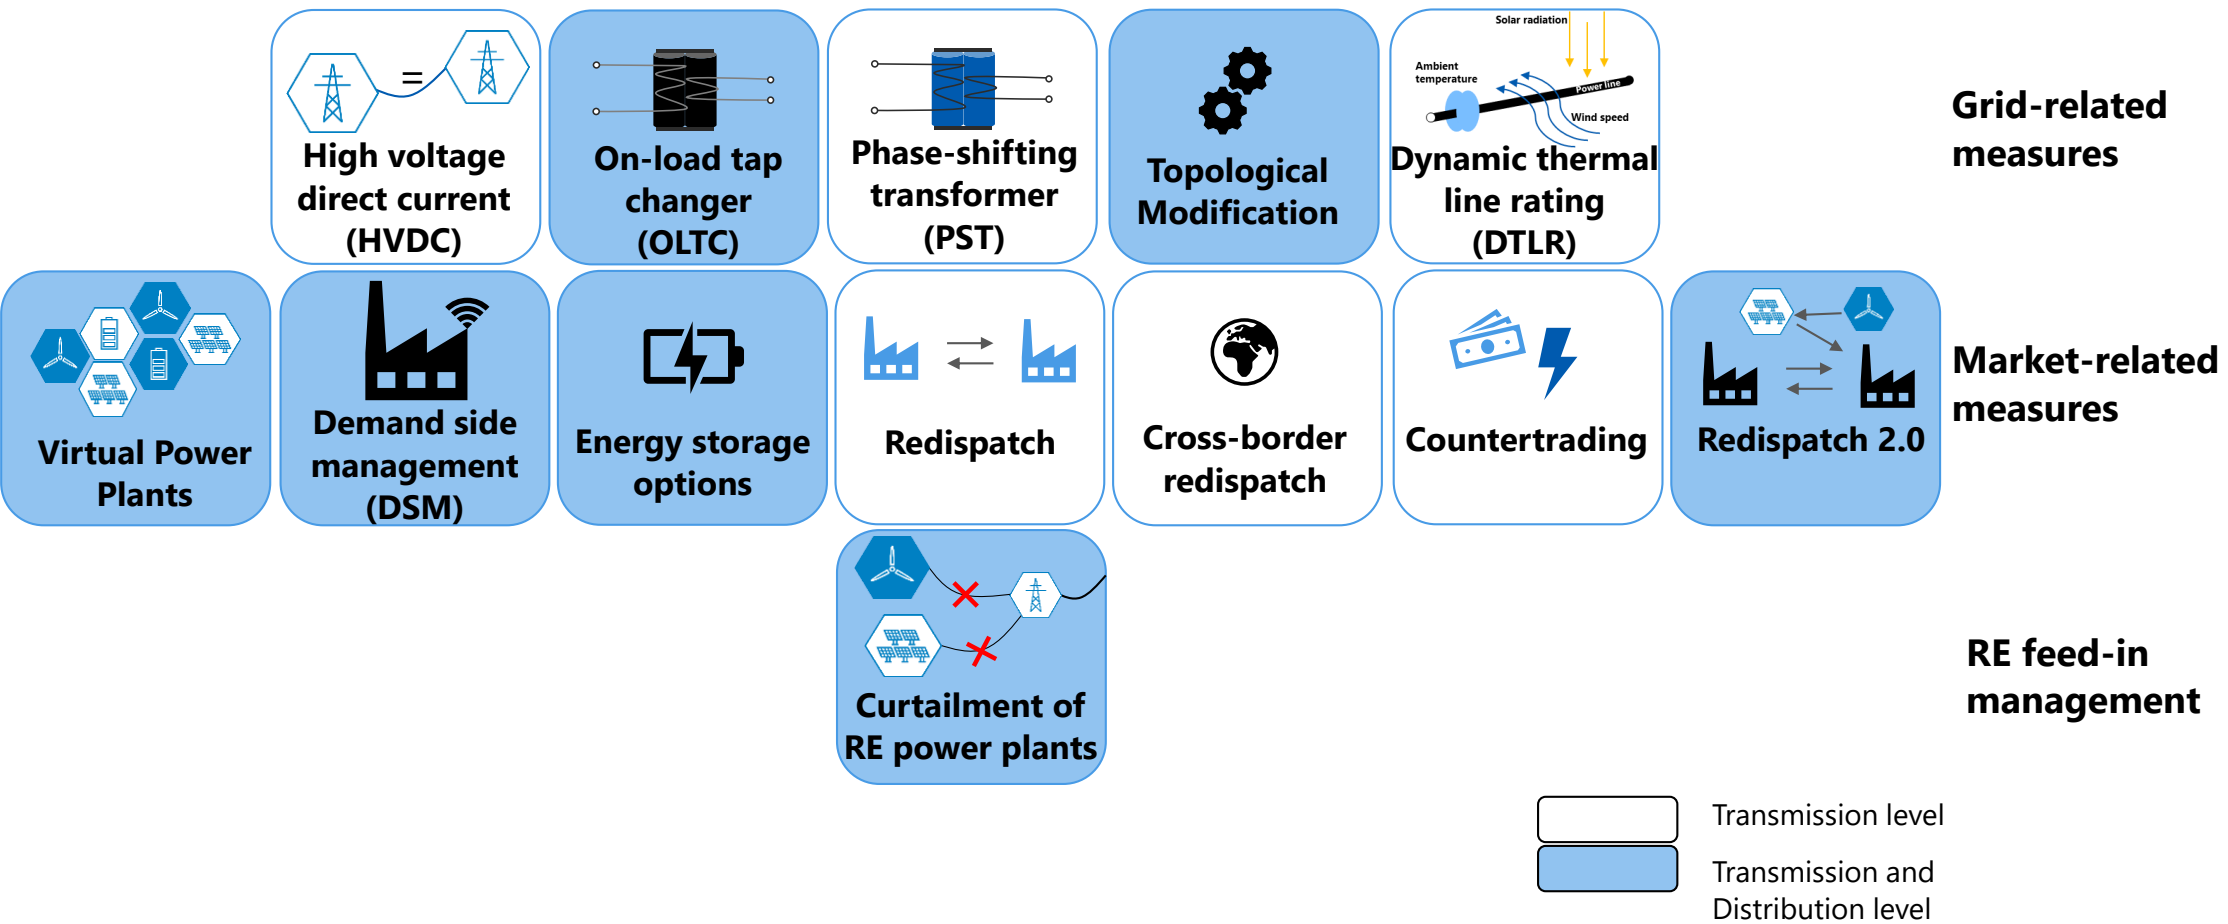 Solar radiation
Ambient
temperature
Power line
Wind speed
=
High voltage
direct current
(HVDC)
On-load tap
changer
(OLTC)
Phase-shifting
transformer
(PST)
Topological
Modification
Dynamic thermal
line rating
(DTLR)
Grid-related
measures
Virtual Power
Plants
Demand side
management
(DSM)
Energy storage
options
Redispatch
Cross-border
redispatch
Countertrading
Redispatch 2.0
Market-related
measures
Curtailment of
RE power plants
RE feed-in
management
Transmission level
Transmission and
Distribution level